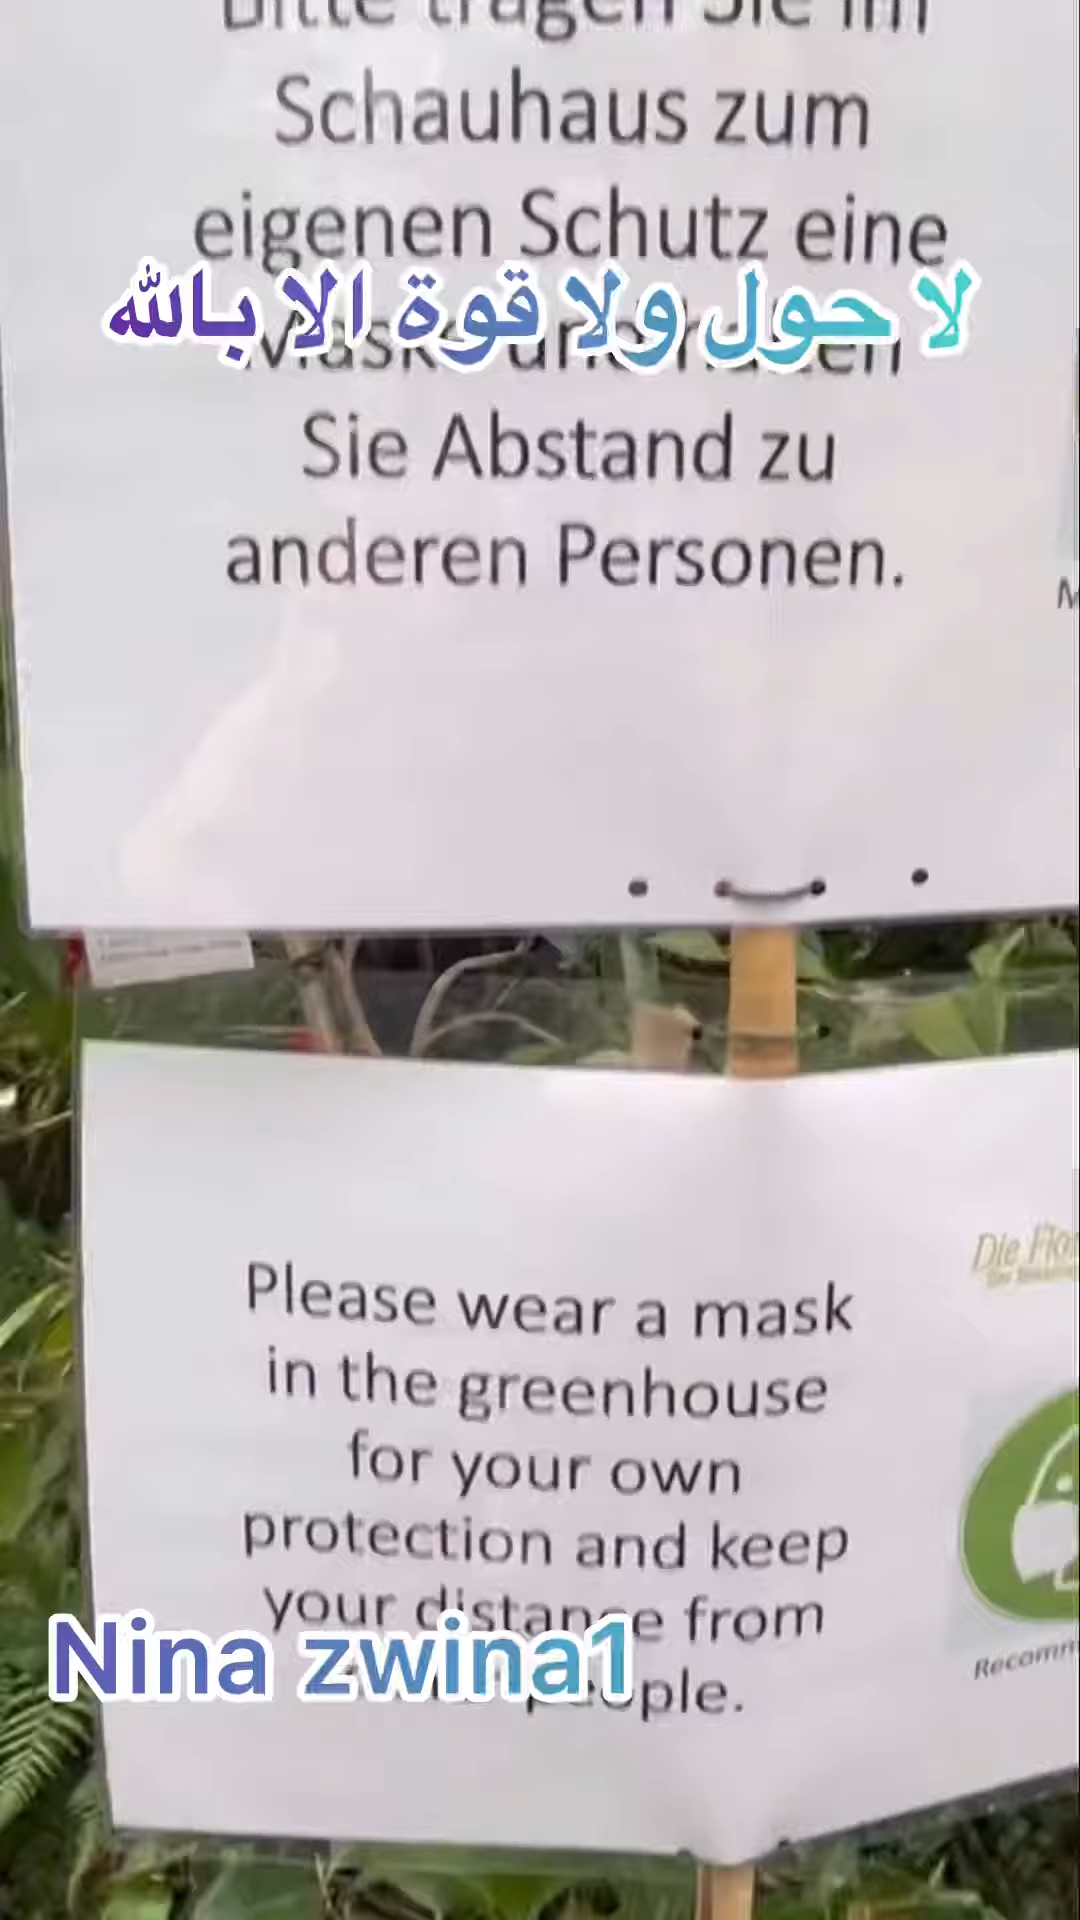 Bitte tragen Sie im
Schauhaus zum
eigenen Schutz eine
لا حول ولا قوة الا بالله
Maske und halten
Sie Abstand zu
anderen Personen.
Die Flo
Please wear a mask
in the greenhouse
for your own
protection and keep
your distance from
people.
Nina zwina1
Recomm